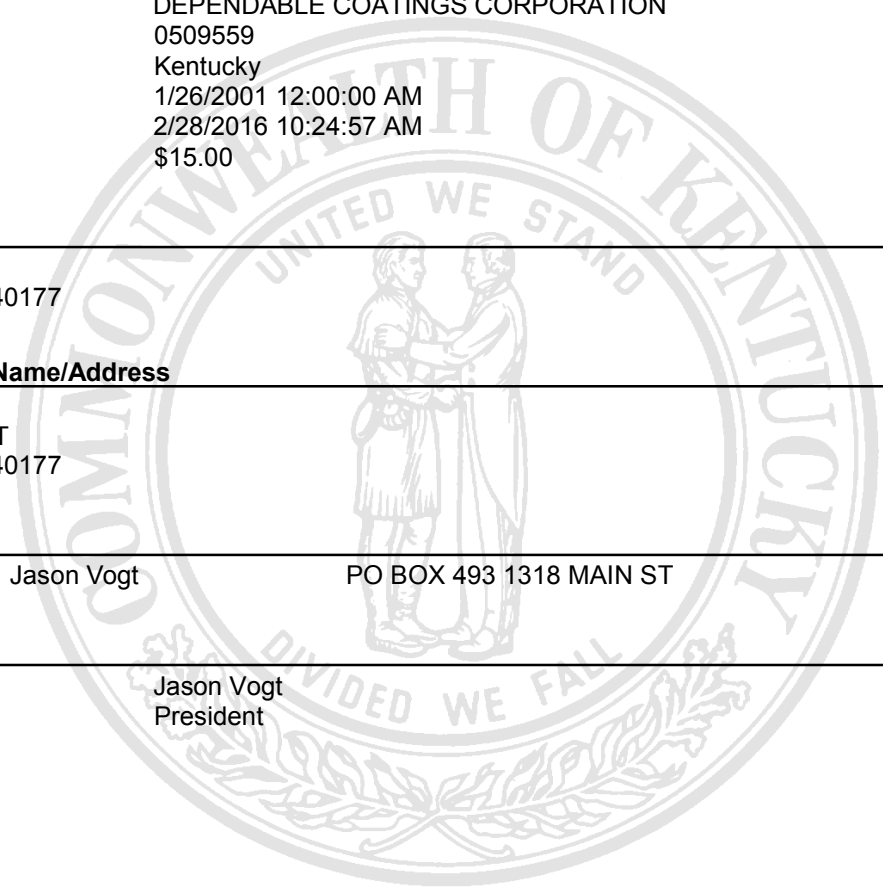 DEPENDABLE COATINGS CORPORATION
0509559
Kentucky
1/26/2001 12:00:00 AM
2/28/2016 10:24:57 AM
$15.00
40177
Name/Address
T
40177
Jason Vogt PO BOX 493 1318 MAIN ST
Jason Vogt
President
COMMONWEALTH OF KENTUCKY
UNITED WE STAND
DIVIDED WE FALL